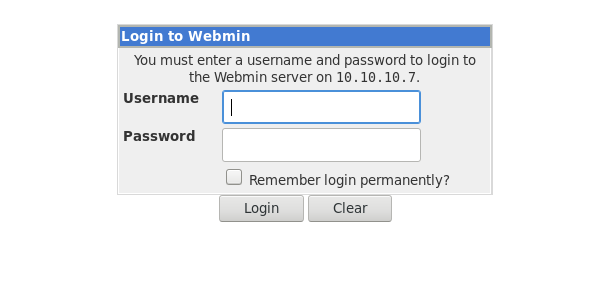 Login to Webmin
You must enter a username and password to login to
the Webmin server on 10.10.10.7.
Username
Password
Remember login permanently?
Login Clear